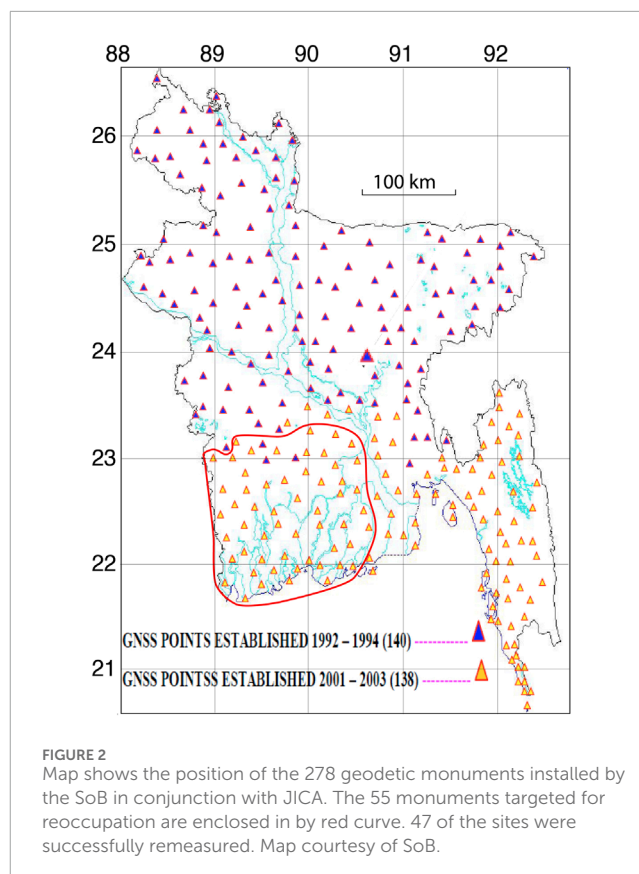 88 89 90 91 92
26
100 km
25
24
23
22
GNSS POINTS ESTABLISHED 1992 – 1994 (140)
21
GNSS POINTSS ESTABLISHED 2001 – 2003 (138)
FIGURE 2
Map shows the position of the 278 geodetic monuments installed by
the SoB in conjunction with JICA. The 55 monuments targeted for
reoccupation are enclosed in by red curve. 47 of the sites were
successfully remeasured. Map courtesy of SoB.